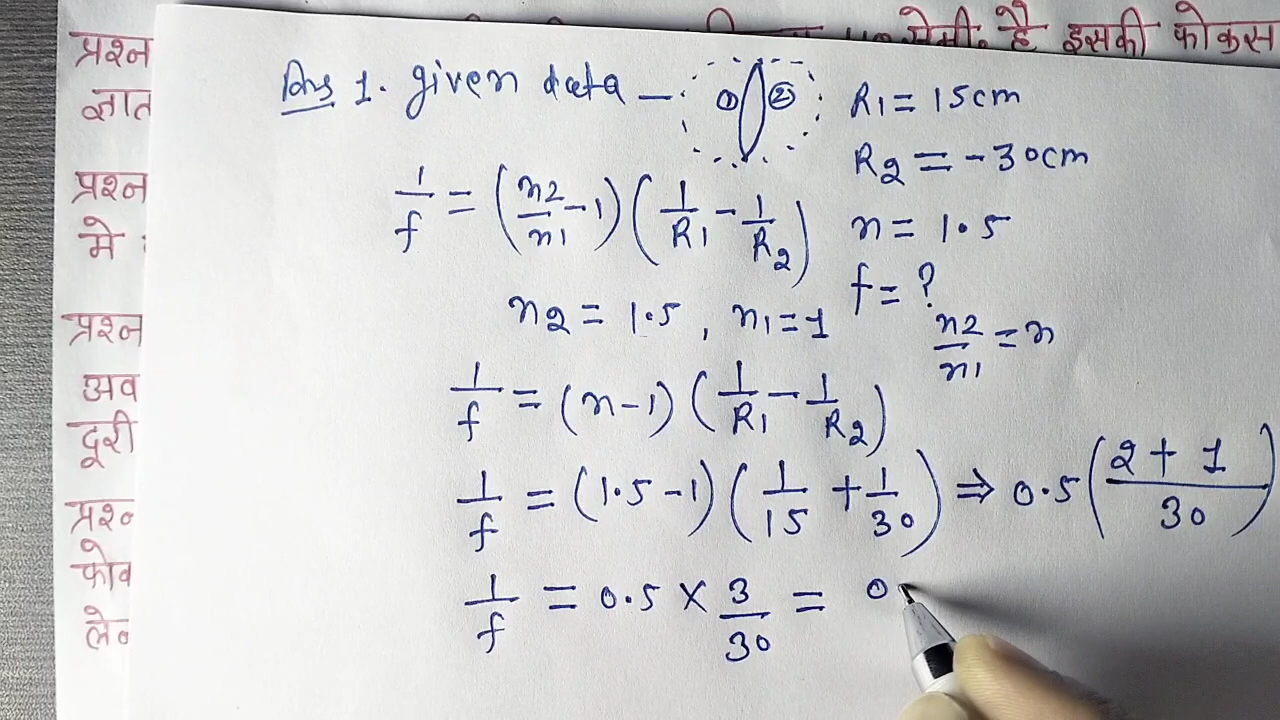 प्रश्न है इसकी फोकस
ज्ञात
प्रश्न
मे
प्रश्न
अव
दूरी
प्रश्न
फोक
ले
Ans 1. given data - ① ② R1 = 15cm
R2 = -30cm
1/f = (n2/n1 - 1) (1/R1 - 1/R2) n = 1.5
f = ?
n2 = 1.5, n1 = 1 n2/n1 = n
1/f = (n-1) (1/R1 - 1/R2)
1/f = (1.5-1) (1/15 + 1/30) ⇒ 0.5 (2+1/30)
1/f = 0.5 × 3/30 = 0.